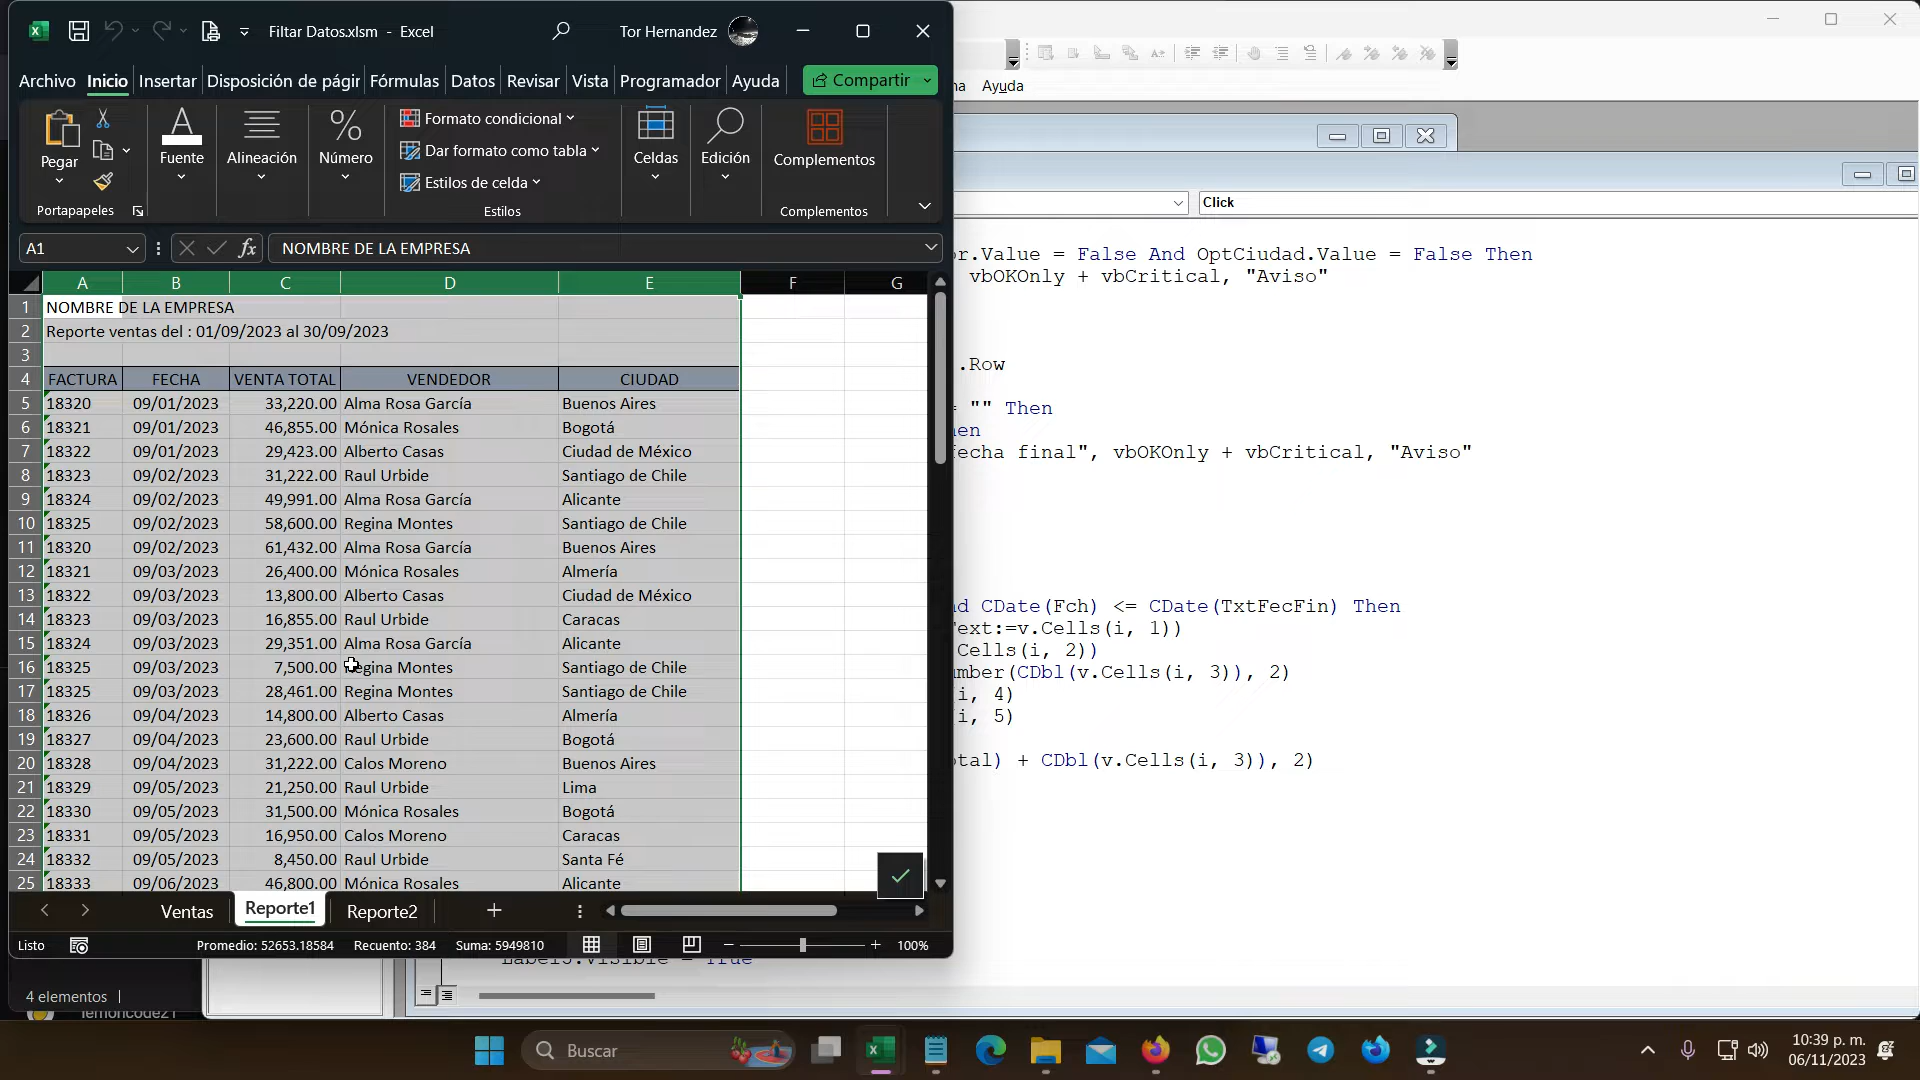 Filtar Datos.xlsm - Excel
Tor Hernandez
Archivo Inicio Insertar Disposición de págir Fórmulas Datos Revisar Vista Programador Ayuda Compartir
Pegar
Portapapeles
Fuente
Alineación
Número
Formato condicional
Dar formato como tabla
Estilos de celda
Estilos
Celdas
Edición
Complementos
Complementos
A1 fx NOMBRE DE LA EMPRESA
A B C D E F G
1 NOMBRE DE LA EMPRESA
2 Reporte ventas del : 01/09/2023 al 30/09/2023
3
4 FACTURA FECHA VENTA TOTAL VENDEDOR CIUDAD
5 18320 09/01/2023 33,220.00 Alma Rosa García Buenos Aires
6 18321 09/01/2023 46,855.00 Mónica Rosales Bogotá
7 18322 09/01/2023 29,423.00 Alberto Casas Ciudad de México
8 18323 09/02/2023 31,222.00 Raul Urbide Santiago de Chile
9 18324 09/02/2023 49,991.00 Alma Rosa García Alicante
10 18325 09/02/2023 58,600.00 Regina Montes Santiago de Chile
11 18320 09/02/2023 61,432.00 Alma Rosa García Buenos Aires
12 18321 09/03/2023 26,400.00 Mónica Rosales Almería
13 18322 09/03/2023 13,800.00 Alberto Casas Ciudad de México
14 18323 09/03/2023 16,855.00 Raul Urbide Caracas
15 18324 09/03/2023 29,351.00 Alma Rosa García Alicante
16 18325 09/03/2023 7,500.00 Regina Montes Santiago de Chile
17 18325 09/03/2023 28,461.00 Regina Montes Santiago de Chile
18 18326 09/04/2023 14,800.00 Alberto Casas Almería
19 18327 09/04/2023 23,600.00 Raul Urbide Bogotá
20 18328 09/04/2023 31,222.00 Calos Moreno Buenos Aires
21 18329 09/05/2023 21,250.00 Raul Urbide Lima
22 18330 09/05/2023 31,500.00 Mónica Rosales Bogotá
23 18331 09/05/2023 16,950.00 Calos Moreno Caracas
24 18332 09/05/2023 8,450.00 Raul Urbide Santa Fé
25 18333 09/06/2023 46,800.00 Mónica Rosales Alicante
Ventas Reporte1 Reporte2
Listo Promedio: 52653.18584 Recuento: 384 Suma: 5949810 100%
4 elementos
lemoncode21
na Ayuda
Click
or.Value = False And OptCiudad.Value = False Then
vbOKOnly + vbCritical, "Aviso"
.Row
= "" Then
en
fecha final", vbOKOnly + vbCritical, "Aviso"
nd CDate(Fch) <= CDate(TxtFecFin) Then
Text:=v.Cells(i, 1))
Cells(i, 2))
umber(CDbl(v.Cells(i, 3)), 2)
i, 4)
i, 5)
otal) + CDbl(v.Cells(i, 3)), 2)
Label5.Visible = True
Buscar
10:39 p. m.
06/11/2023